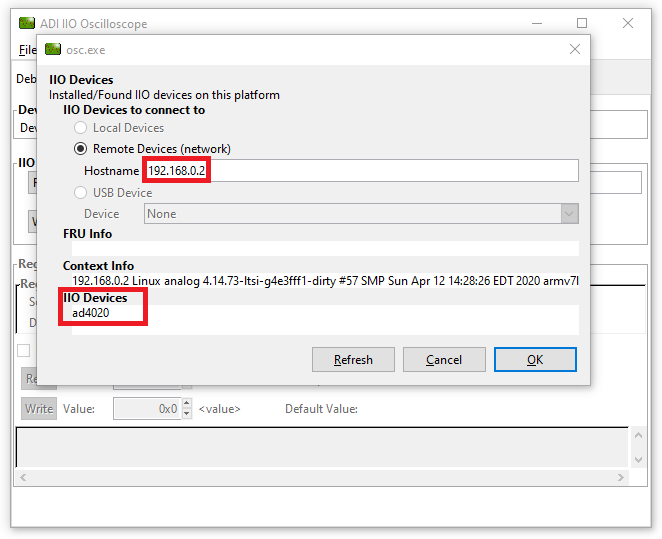 ADI IIO Oscilloscope
File
osc.exe
Deb
IIO Devices
Installed/Found IIO devices on this platform
IIO Devices to connect to
Dev
Local Devices
Dev
Remote Devices (network)
IIO
Hostname 192.168.0.2
USB Device
Device None
FRU Info
Context Info
Reg
192.168.0.2 Linux analog 4.14.73-ltsi-g4e3fff1-dirty #57 SMP Sun Apr 12 14:28:26 EDT 2020 armv7l
IIO Devices
ad4020
Refresh Cancel OK
Write Value: 0x0 <value> Default Value: